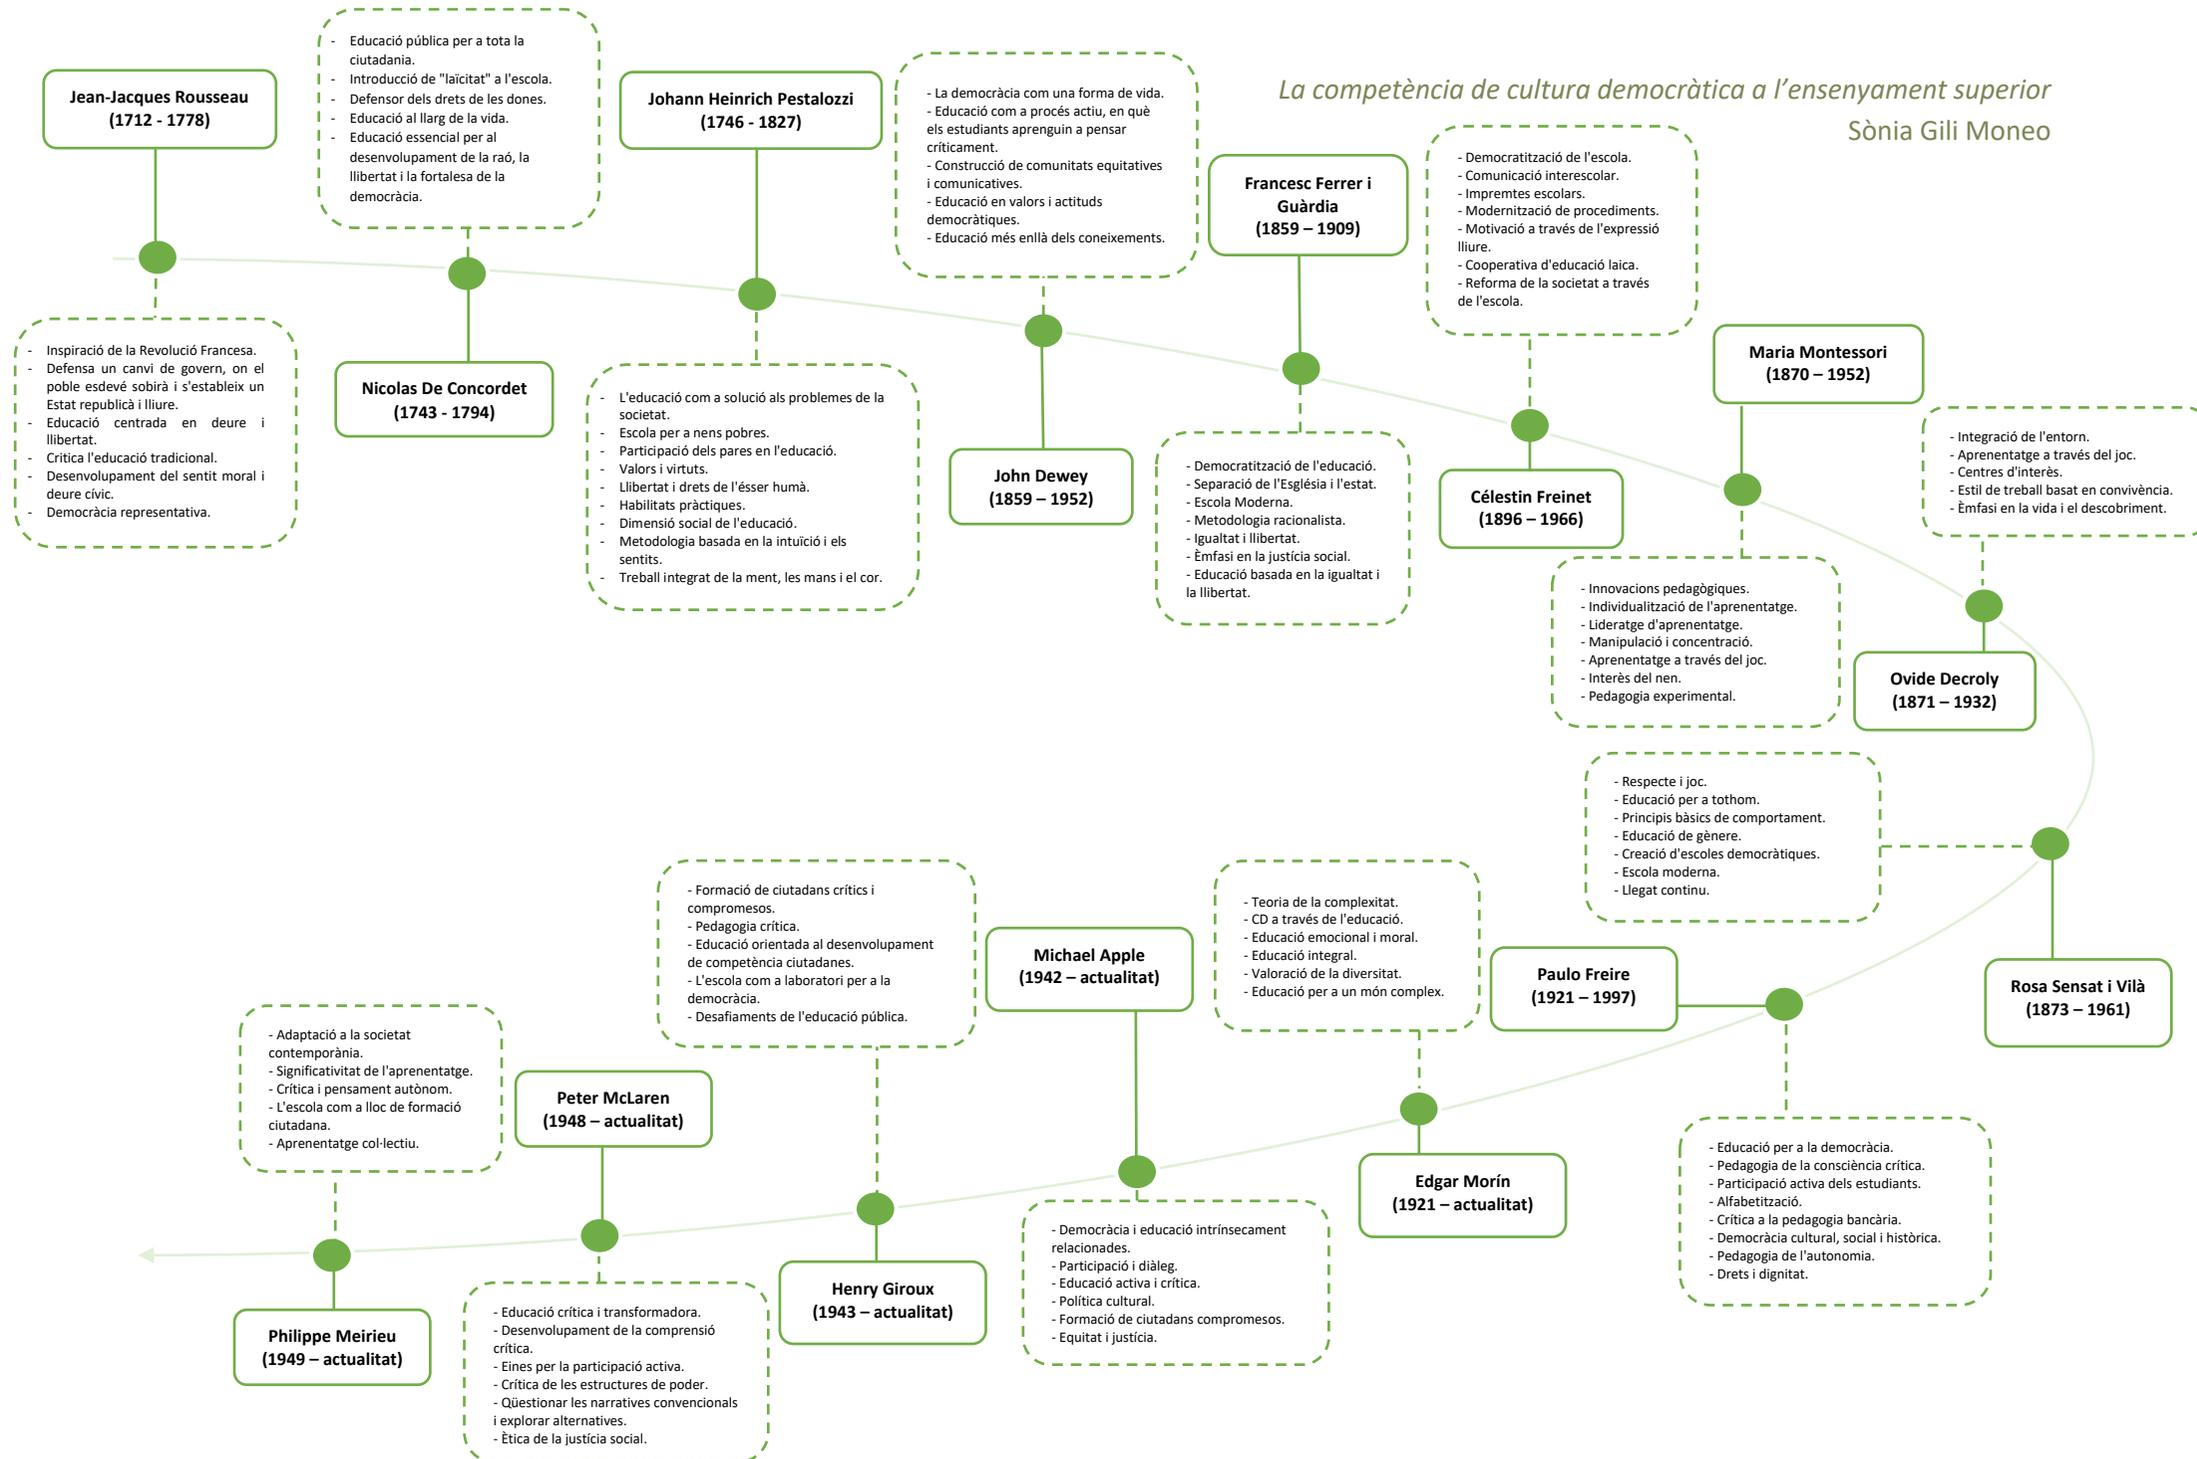 La competència de cultura democràtica a l’ensenyament superior
Sònia Gili Moneo
Jean-Jacques Rousseau
(1712 - 1778)
- Inspiració de la Revolució Francesa.
- Defensa un canvi de govern, on el
poble esdevé sobirà i s'estableix un
Estat republicà i lliure.
- Educació centrada en deure i
llibertat.
- Critica l'educació tradicional.
- Desenvolupament del sentit moral i
deure cívic.
- Democràcia representativa.
- Educació pública per a tota la
ciutadania.
- Introducció de "laïcitat" a l'escola.
- Defensor dels drets de les dones.
- Educació al llarg de la vida.
- Educació essencial per al
desenvolupament de la raó, la
llibertat i la fortalesa de la
democràcia.
Nicolas De Concordet
(1743 - 1794)
Johann Heinrich Pestalozzi
(1746 - 1827)
- L'educació com a solució als problemes de la
societat.
- Escola per a nens pobres.
- Participació dels pares en l'educació.
- Valors i virtuts.
- Llibertat i drets de l'ésser humà.
- Habilitats pràctiques.
- Dimensió social de l'educació.
- Metodologia basada en la intuïció i els
sentits.
- Treball integrat de la ment, les mans i el cor.
- La democràcia com una forma de vida.
- Educació com a procés actiu, en què
els estudiants aprenguin a pensar
críticament.
- Construcció de comunitats equitatives
i comunicatives.
- Educació en valors i actituds
democràtiques.
- Educació més enllà dels coneixements.
John Dewey
(1859 – 1952)
Francesc Ferrer i
Guàrdia
(1859 – 1909)
- Democratització de l'educació.
- Separació de l'Església i l'estat.
- Escola Moderna.
- Metodologia racionalista.
- Igualtat i llibertat.
- Èmfasi en la justícia social.
- Educació basada en la igualtat i
la llibertat.
- Democratització de l'escola.
- Comunicació interescolar.
- Impremtes escolars.
- Modernització de procediments.
- Motivació a través de l'expressió
lliure.
- Cooperativa d'educació laica.
- Reforma de la societat a través
de l'escola.
Célestin Freinet
(1896 – 1966)
Maria Montessori
(1870 – 1952)
- Innovacions pedagògiques.
- Individualització de l'aprenentatge.
- Lideratge d'aprenentatge.
- Manipulació i concentració.
- Aprenentatge a través del joc.
- Interès del nen.
- Pedagogia experimental.
- Integració de l'entorn.
- Aprenentatge a través del joc.
- Centres d'interès.
- Estil de treball basat en convivència.
- Èmfasi en la vida i el descobriment.
Ovide Decroly
(1871 – 1932)
- Respecte i joc.
- Educació per a tothom.
- Principis bàsics de comportament.
- Educació de gènere.
- Creació d'escoles democràtiques.
- Escola moderna.
- Llegat continu.
Rosa Sensat i Vilà
(1873 – 1961)
Paulo Freire
(1921 – 1997)
- Educació per a la democràcia.
- Pedagogia de la consciència crítica.
- Participació activa dels estudiants.
- Alfabetització.
- Crítica a la pedagogia bancària.
- Democràcia cultural, social i històrica.
- Pedagogia de l'autonomia.
- Drets i dignitat.
- Teoria de la complexitat.
- CD a través de l'educació.
- Educació emocional i moral.
- Educació integral.
- Valoració de la diversitat.
- Educació per a un món complex.
Edgar Morín
(1921 – actualitat)
Michael Apple
(1942 – actualitat)
- Democràcia i educació intrínsecament
relacionades.
- Participació i diàleg.
- Educació activa i crítica.
- Política cultural.
- Formació de ciutadans compromesos.
- Equitat i justícia.
- Formació de ciutadans crítics i
compromesos.
- Pedagogia crítica.
- Educació orientada al desenvolupament
de competència ciutadanes.
- L'escola com a laboratori per a la
democràcia.
- Desafiaments de l'educació pública.
Henry Giroux
(1943 – actualitat)
Peter McLaren
(1948 – actualitat)
- Educació crítica i transformadora.
- Desenvolupament de la comprensió
crítica.
- Eines per la participació activa.
- Crítica de les estructures de poder.
- Qüestionar les narratives convencionals
i explorar alternatives.
- Ètica de la justícia social.
- Adaptació a la societat
contemporània.
- Significativitat de l'aprenentatge.
- Crítica i pensament autònom.
- L'escola com a lloc de formació
ciutadana.
- Aprenentatge col·lectiu.
Philippe Meirieu
(1949 – actualitat)